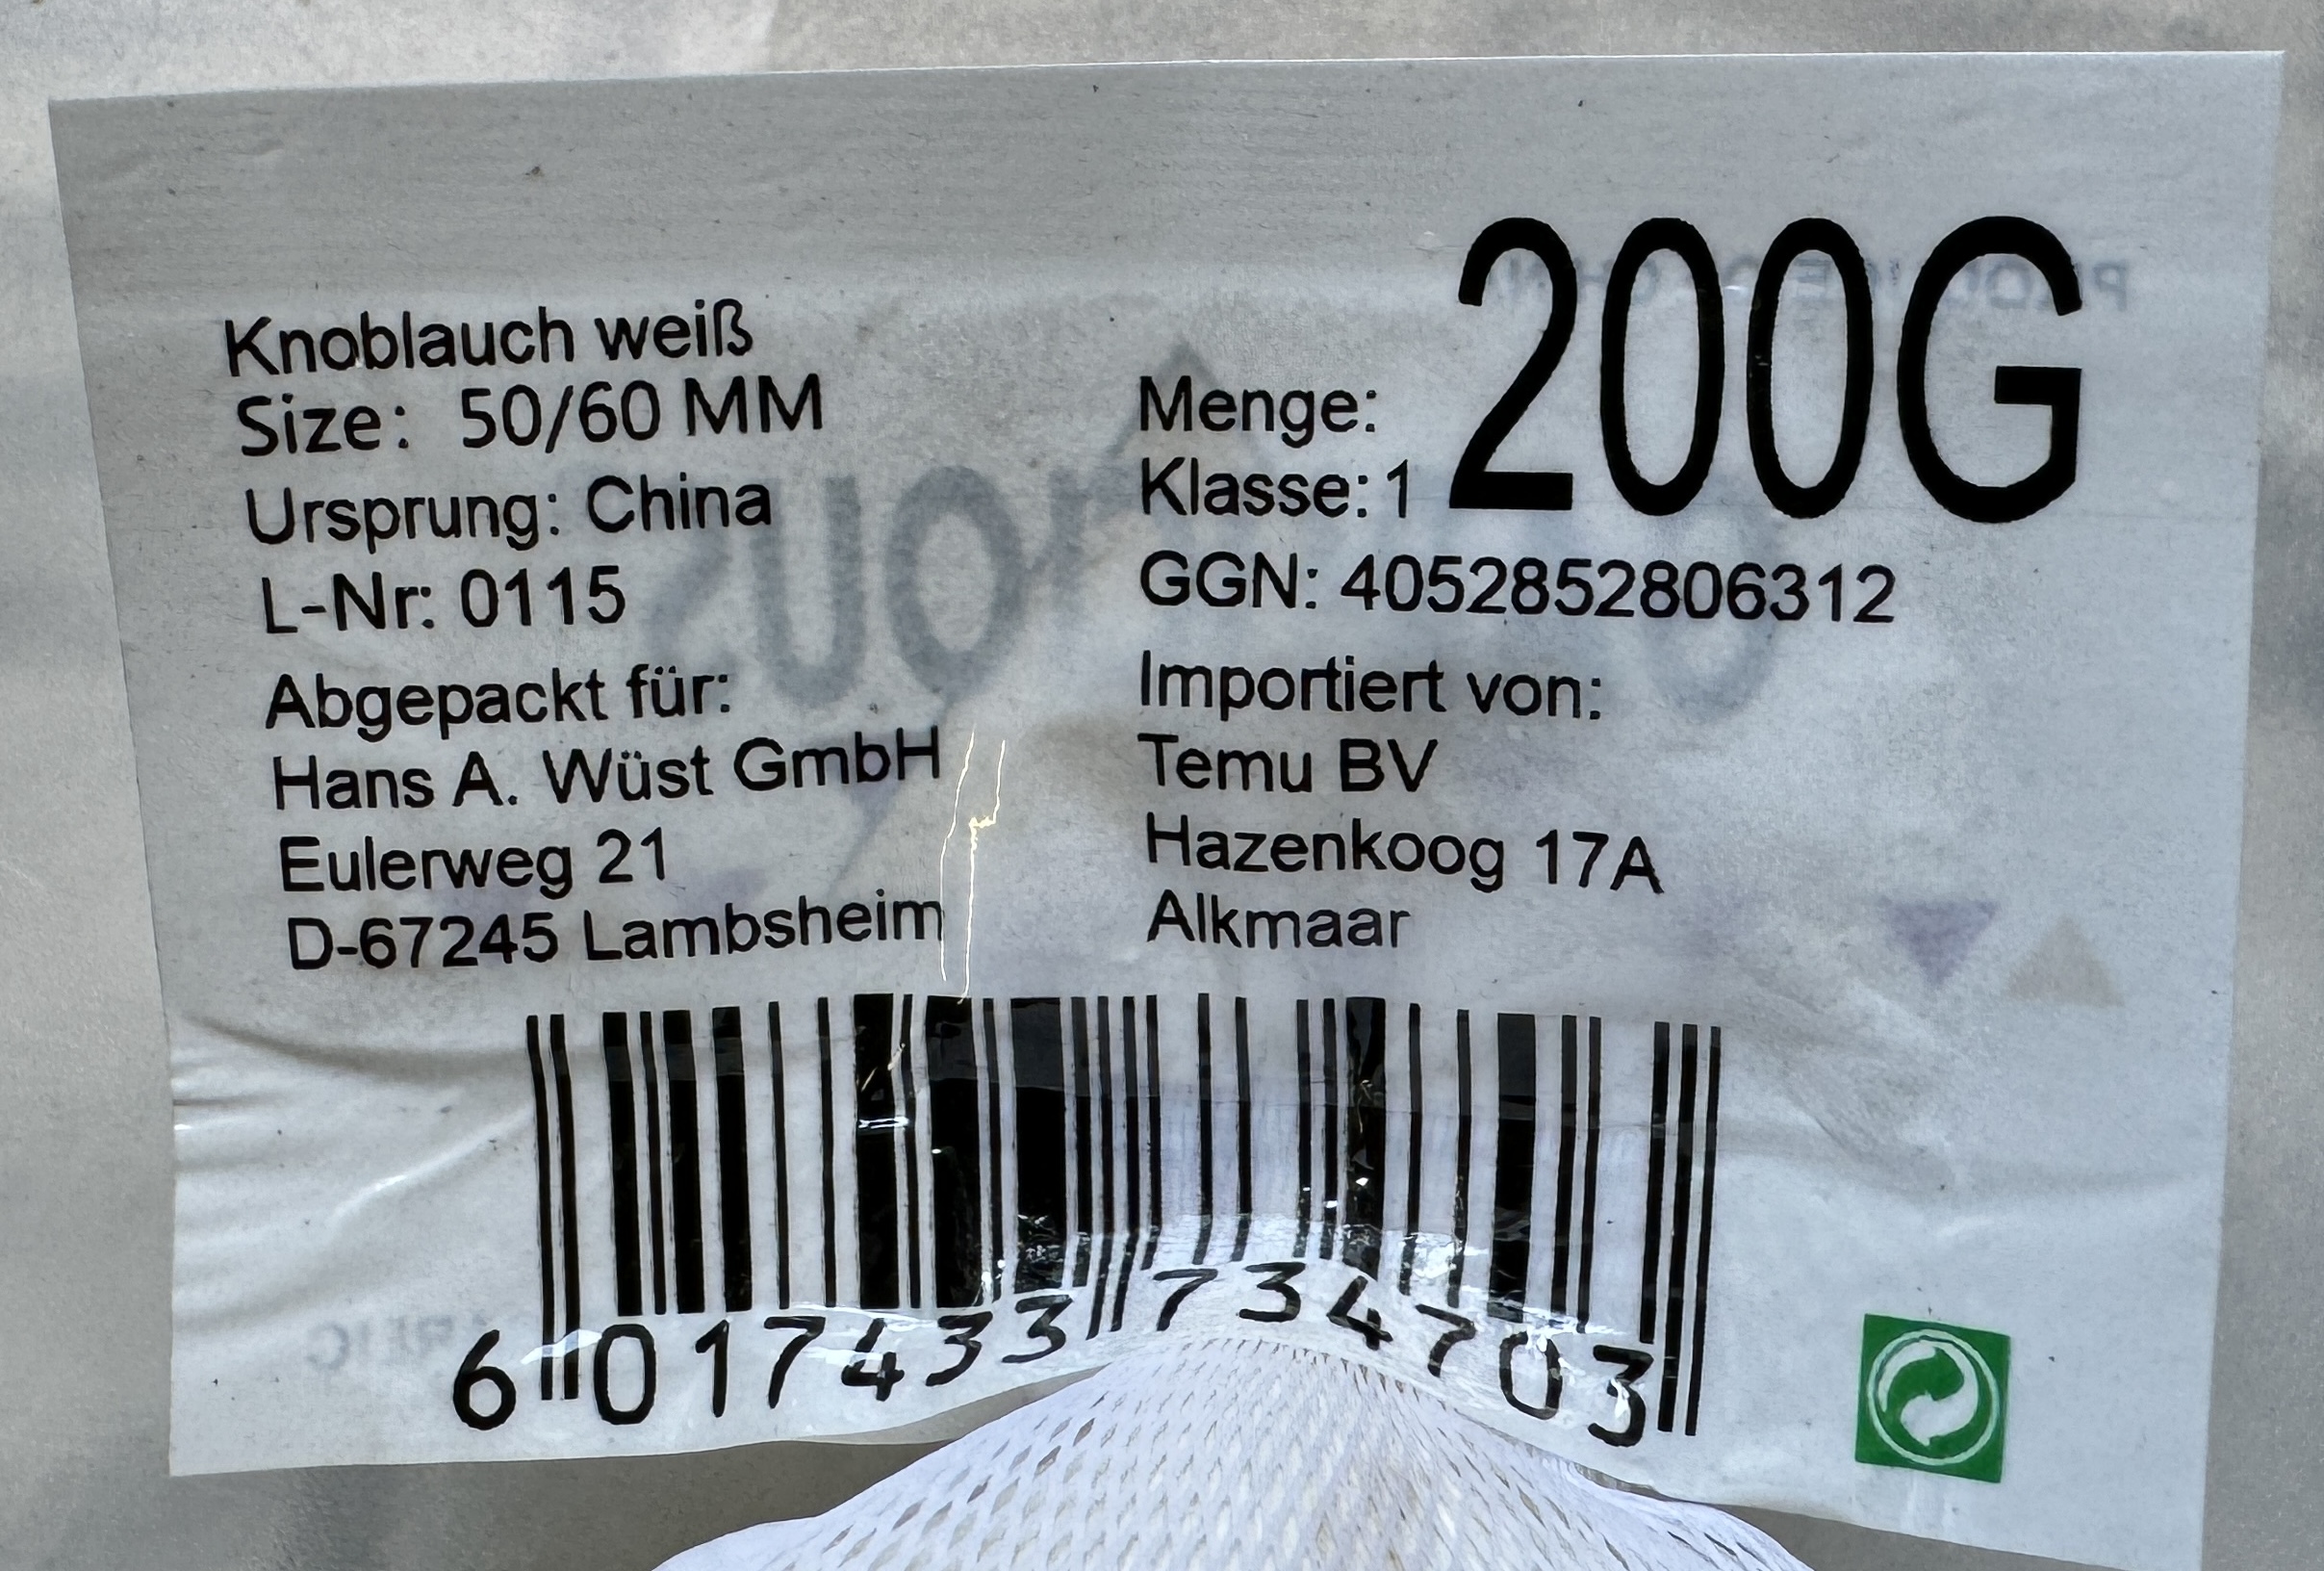 Knoblauch weiß
Size: 50/60 MM
Ursprung: China
L-Nr: 0115
Abgepackt für:
Hans A. Wüst GmbH
Eulerweg 21
D-67245 Lambsheim
Menge: 200G
Klasse: 1
GGN: 4052852806312
Importiert von:
Temu BV
Hazenkoog 17A
Alkmaar
6 017433 734703